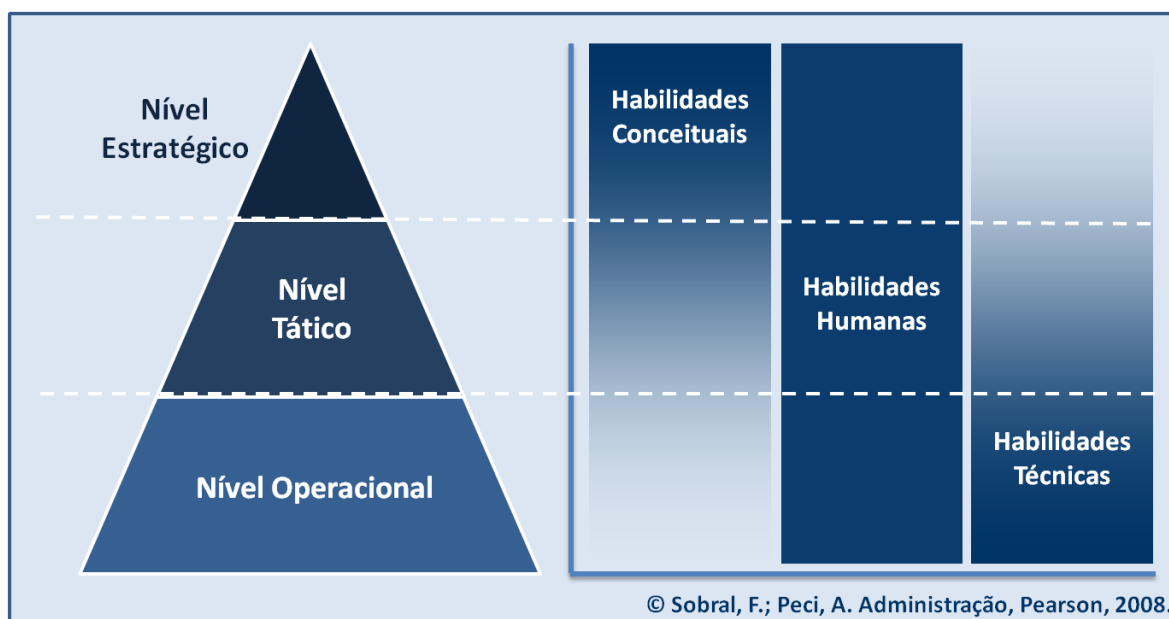 Nível
Estratégico
Nível
Tático
Nível Operacional
Habilidades
Conceituais
Habilidades
Humanas
Habilidades
Técnicas
© Sobral, F.; Peci, A. Administração, Pearson, 2008.